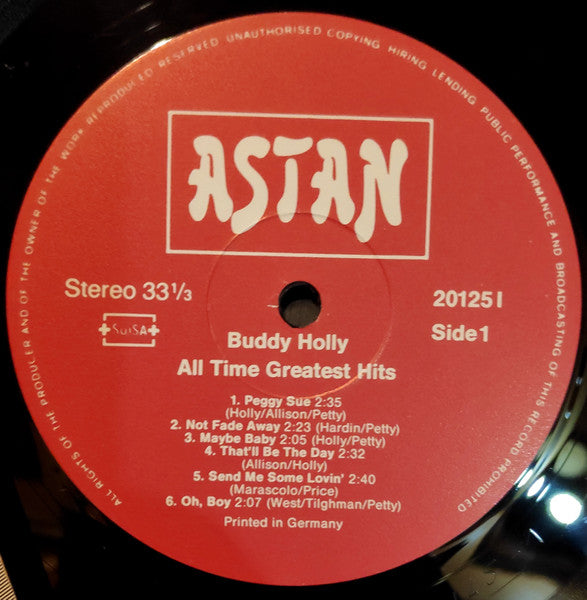 ALL RIGHTS OF THE PRODUCER AND OF THE OWNER OF THE WORK REPRODUCED RESERVED UNAUTHORISED COPYING HIRING, LENDING, PUBLIC PERFORMANCE AND BROADCASTING OF THIS RECORD PROHIBITED
ASTAN
Stereo 33⅓
20125 I
SUISA
Side 1
Buddy Holly
All Time Greatest Hits
1. Peggy Sue 2:35
(Holly/Allison/Petty)
2. Not Fade Away 2:23 (Hardin/Petty)
3. Maybe Baby 2:05 (Holly/Petty)
4. That'll Be The Day 2:32
(Allison/Holly)
5. Send Me Some Lovin' 2:40
(Marascolo/Price)
6. Oh, Boy 2:07 (West/Tilghman/Petty)
Printed in Germany